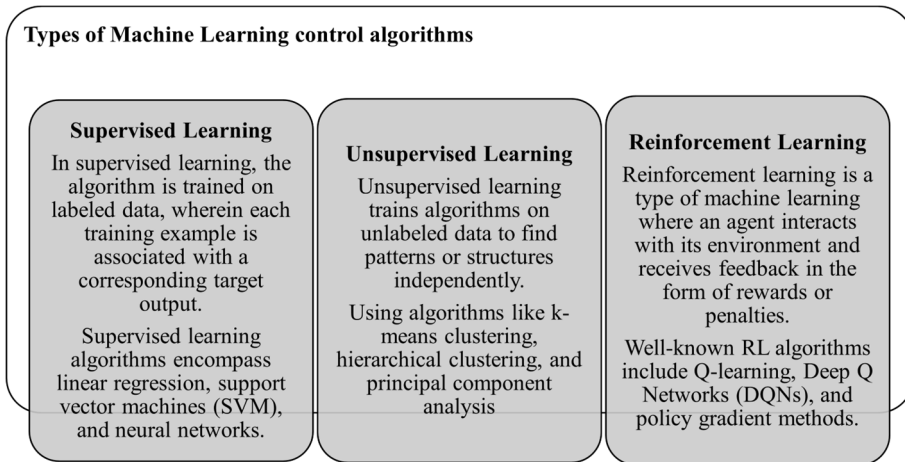 Types of Machine Learning control algorithms
Supervised Learning
In supervised learning, the
algorithm is trained on
labeled data, wherein each
training example is
associated with a
corresponding target
output.
Supervised learning
algorithms encompass
linear regression, support
vector machines (SVM),
and neural networks.
Unsupervised Learning
Unsupervised learning
trains algorithms on
unlabeled data to find
patterns or structures
independently.
Using algorithms like k-
means clustering,
hierarchical clustering, and
principal component
analysis
Reinforcement Learning
Reinforcement learning is a
type of machine learning
where an agent interacts
with its environment and
receives feedback in the
form of rewards or
penalties.
Well-known RL algorithms
include Q-learning, Deep Q
Networks (DQNs), and
policy gradient methods.